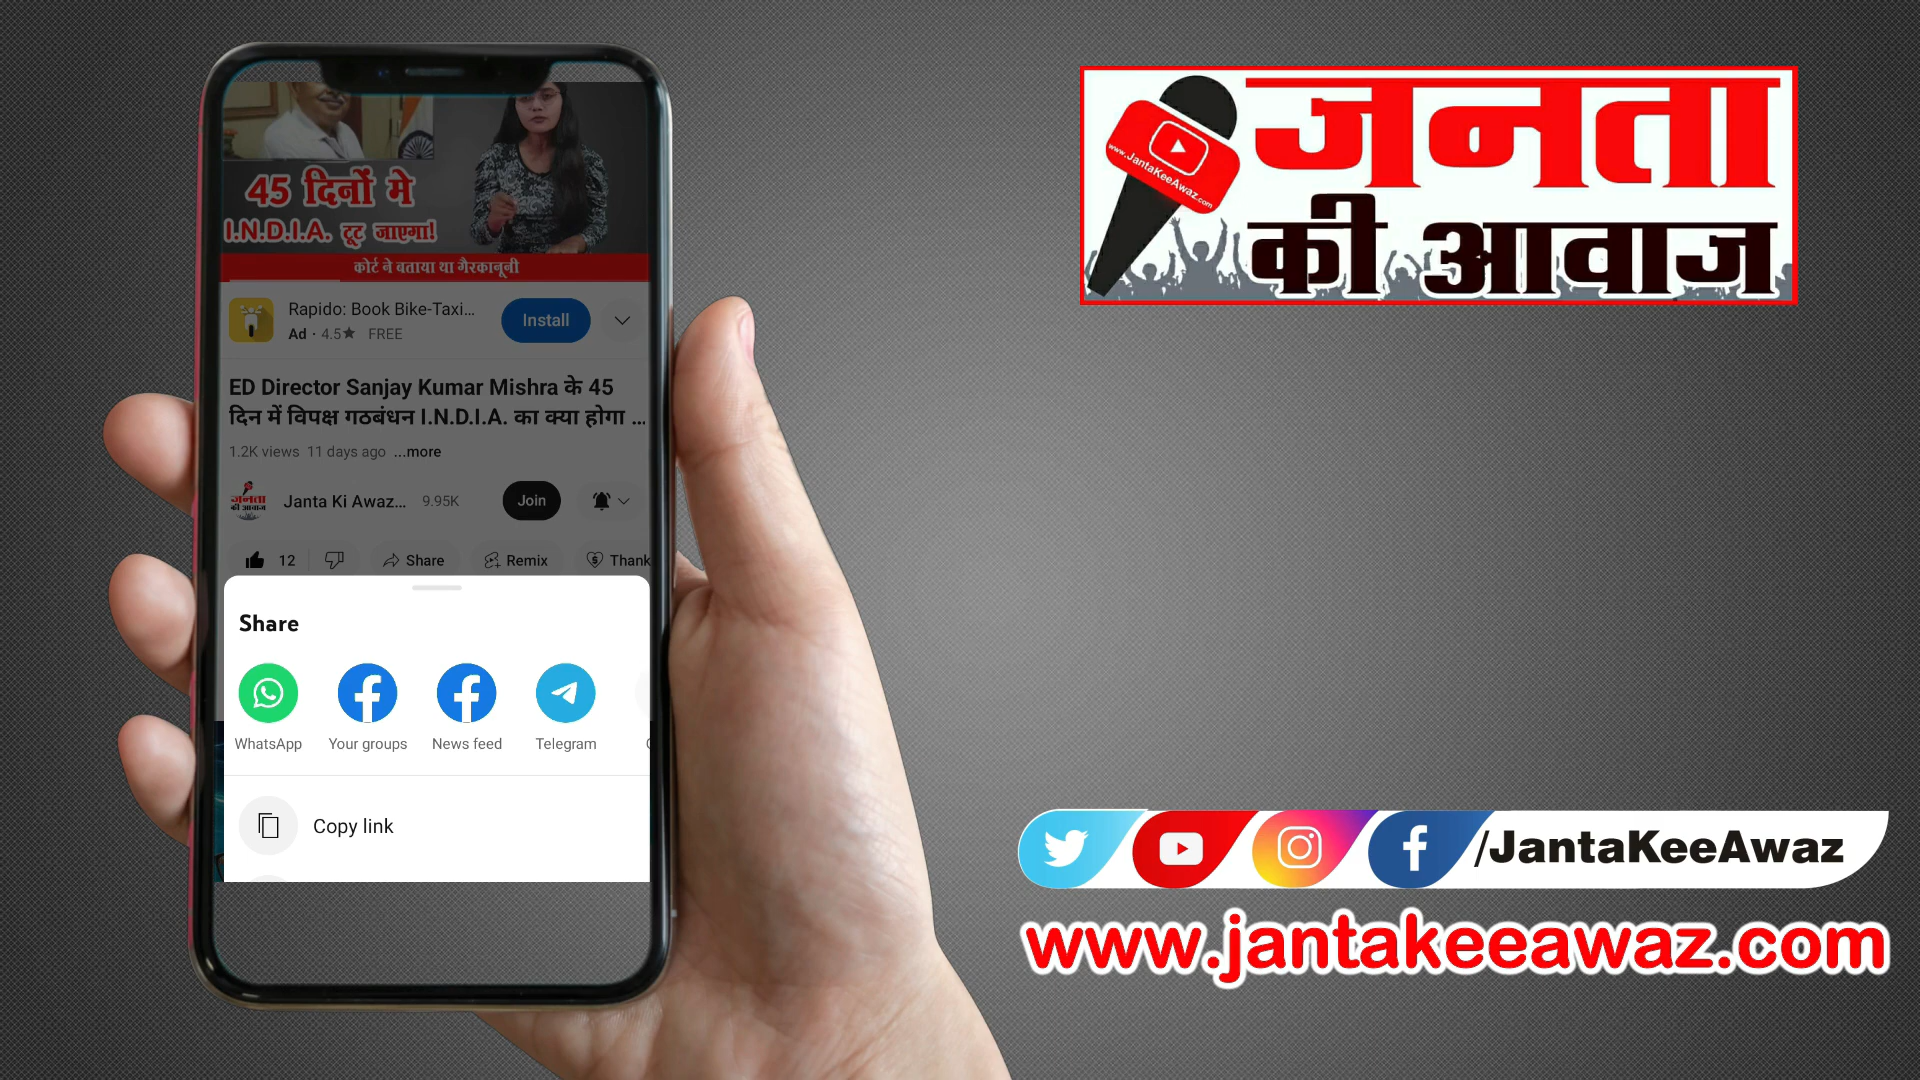 45 दिनों मे
I.N.D.I.A. टूट जाएगा!
कोर्ट ने बताया था गैरकानूनी
Rapido: Book Bike-Taxi...
Ad · 4.5★ FREE
Install
ED Director Sanjay Kumar Mishra के 45
दिन में विपक्ष गठबंधन I.N.D.I.A. का क्या होगा ...
1.2K views 11 days ago ...more
जनता
की आवाज
Janta Ki Awaz... 9.95K
Join
12
Share
Remix
Thank
Share
WhatsApp
Your groups
News feed
Telegram
Copy link
www.JantaKeeAwaz.com
जनता
की आवाज
/JantaKeeAwaz
www.jantakeeawaz.com